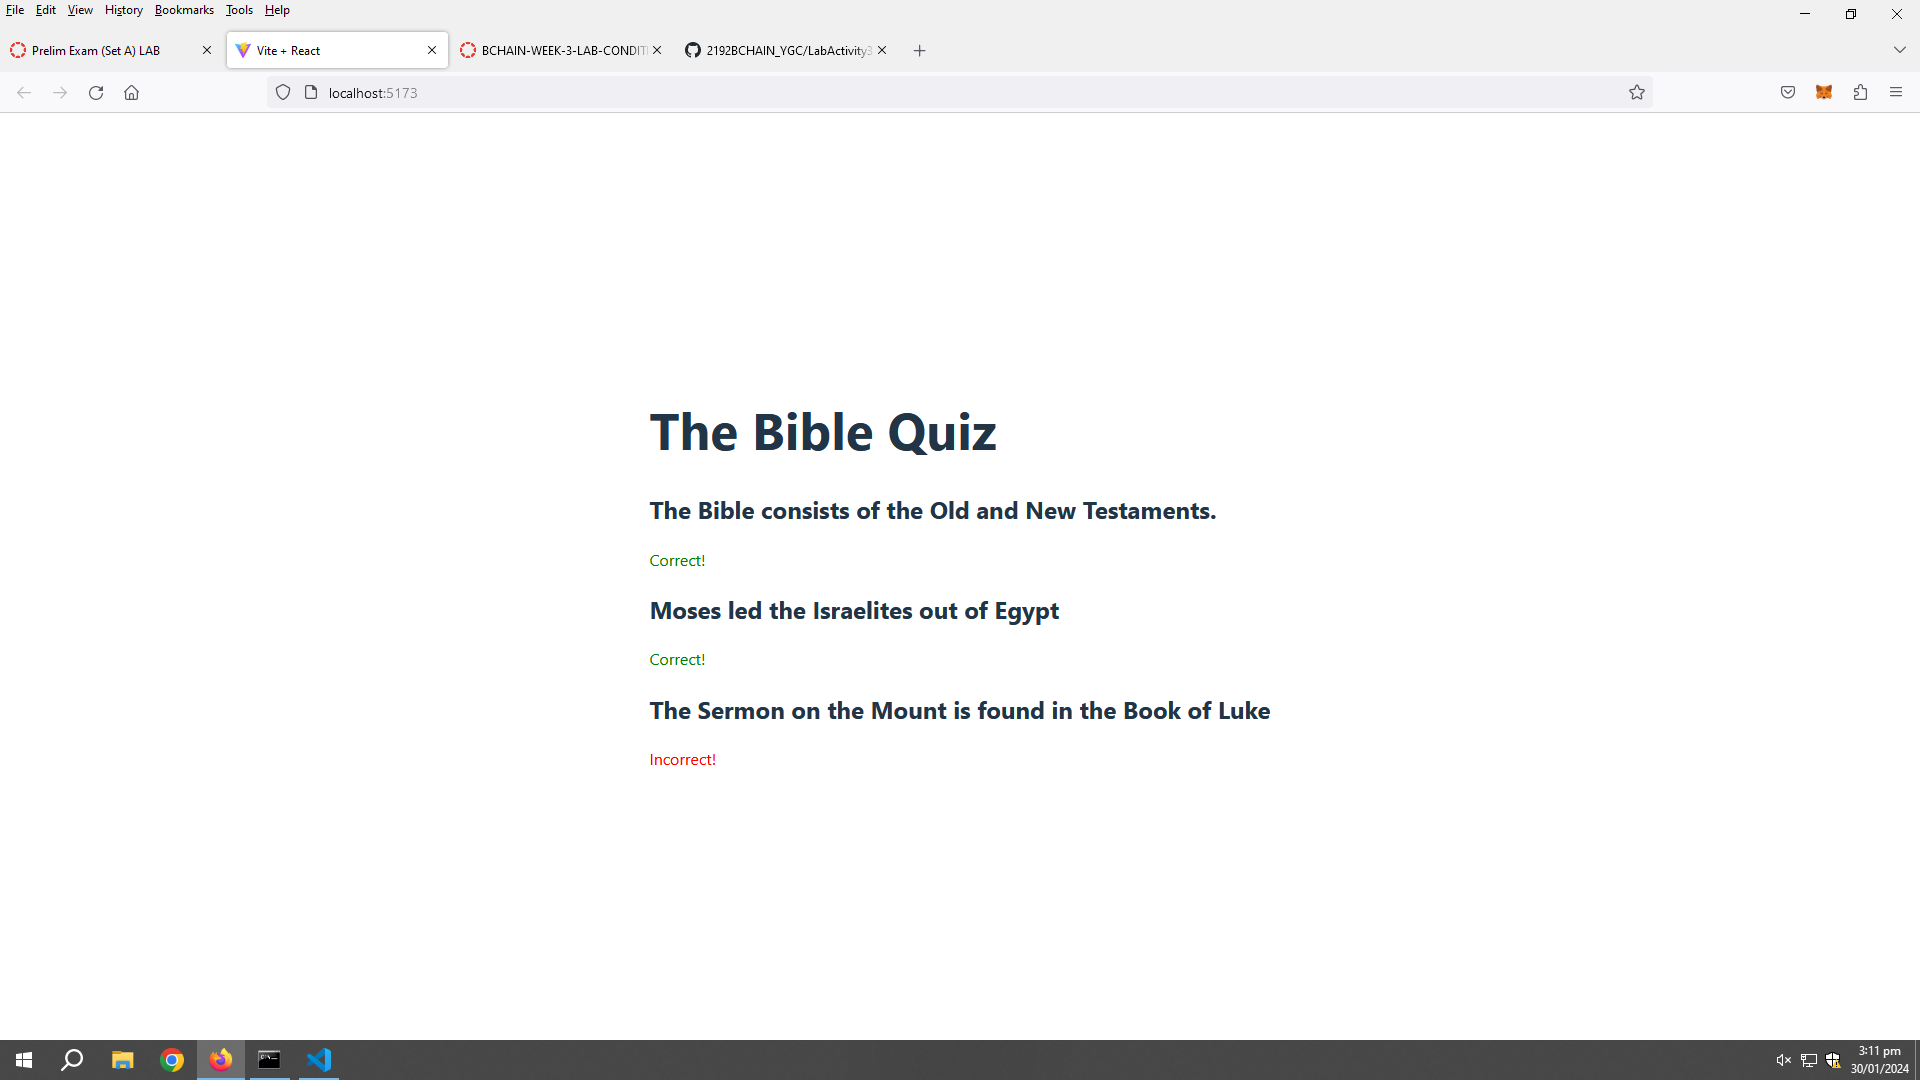 File Edit View History Bookmarks Tools Help
Prelim Exam (Set A) LAB
Vite + React
BCHAIN-WEEK-3-LAB-CONDITI
2192BCHAIN_YGC/LabActivity3
localhost:5173
The Bible Quiz
The Bible consists of the Old and New Testaments.
Correct!
Moses led the Israelites out of Egypt
Correct!
The Sermon on the Mount is found in the Book of Luke
Incorrect!
3:11 pm
30/01/2024